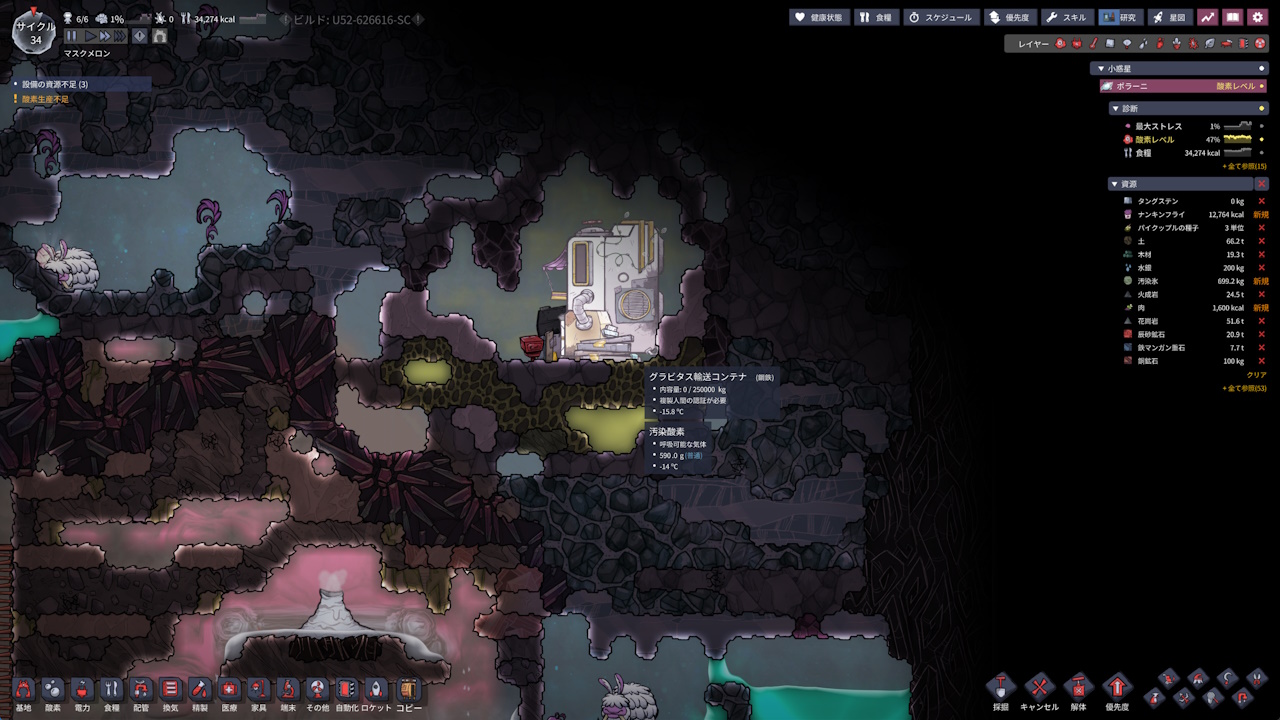 サイクル
34
6/6
1%
0
34,274 kcal
ビルド: U52-626616-SC
マスクメロン
設備の資源不足 (3)
酸素生産不足
健康状態
食糧
スケジュール
優先度
スキル
研究
星図
レイヤー
小惑星
ポラーニ
酸素レベル
診断
最大ストレス 1%
酸素レベル 47%
食糧 34,274 kcal
+ 全て参照(15)
資源
タングステン 0 kg
ナンキンフライ 12,764 kcal 新規
パイクップルの種子 3 単位
土 66.2 t
木材 19.3 t
水銀 200 kg
汚染氷 699.2 kg 新規
火成岩 24.5 t
肉 1,600 kcal 新規
花崗岩 51.6 t
辰砂鉱石 20.9 t
鉄マンガン重石 7.7 t
銅鉱石 100 kg
クリア
+ 全て参照(53)
グラビタス輸送コンテナ (鋼鉄)
内容量: 0 / 250000 kg
複製人間の認証が必要
-15.8 ºC
汚染酸素
呼吸可能な気体
590.0 g (普通)
-14 ºC
基地
酸素
電力
食糧
配管
換気
精製
医療
家具
端末
その他
自動化
ロケット
コピー
採掘
キャンセル
解体
優先度